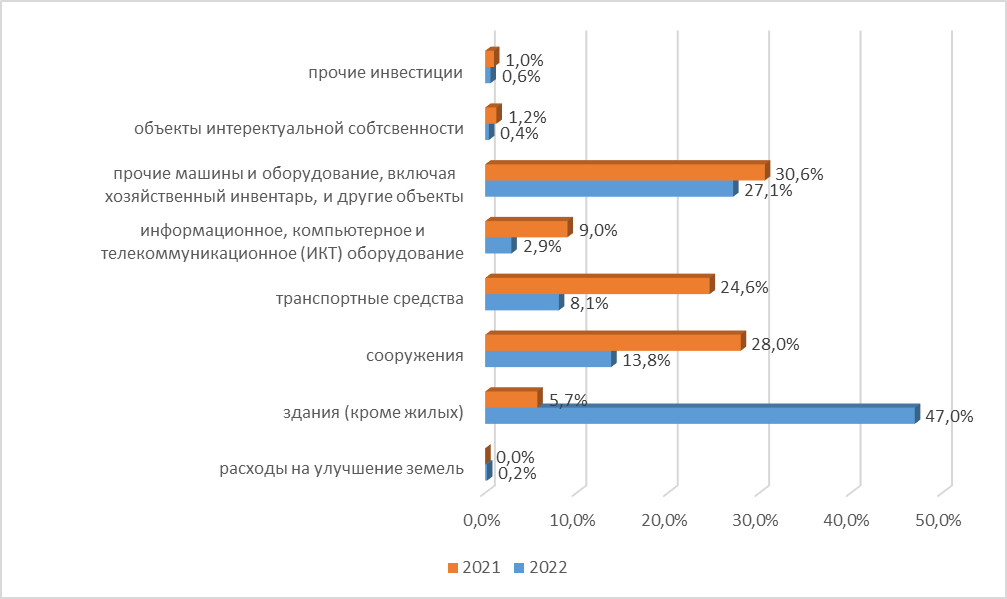 прочие инвестиции
1,0%
0,6%
объекты интеректуальной собтсвенности
1,2%
0,4%
прочие машины и оборудование, включая
хозяйственный инвентарь, и другие объекты
30,6%
27,1%
информационное, компьютерное и
телекоммуникационное (ИКТ) оборудование
9,0%
2,9%
транспортные средства
24,6%
8,1%
сооружения
28,0%
13,8%
здания (кроме жилых)
5,7%
47,0%
расходы на улучшение земель
0,0%
0,2%
0,0% 10,0% 20,0% 30,0% 40,0% 50,0%
2021 2022